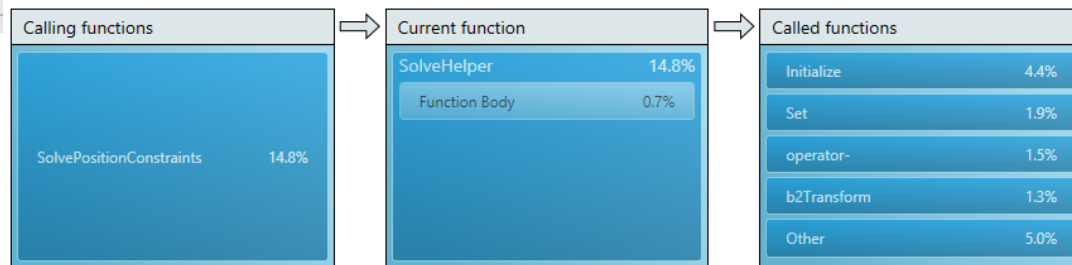 Calling functions
SolvePositionConstraints 14.8%
Current function
SolveHelper 14.8%
Function Body 0.7%
Called functions
Initialize 4.4%
Set 1.9%
operator- 1.5%
b2Transform 1.3%
Other 5.0%